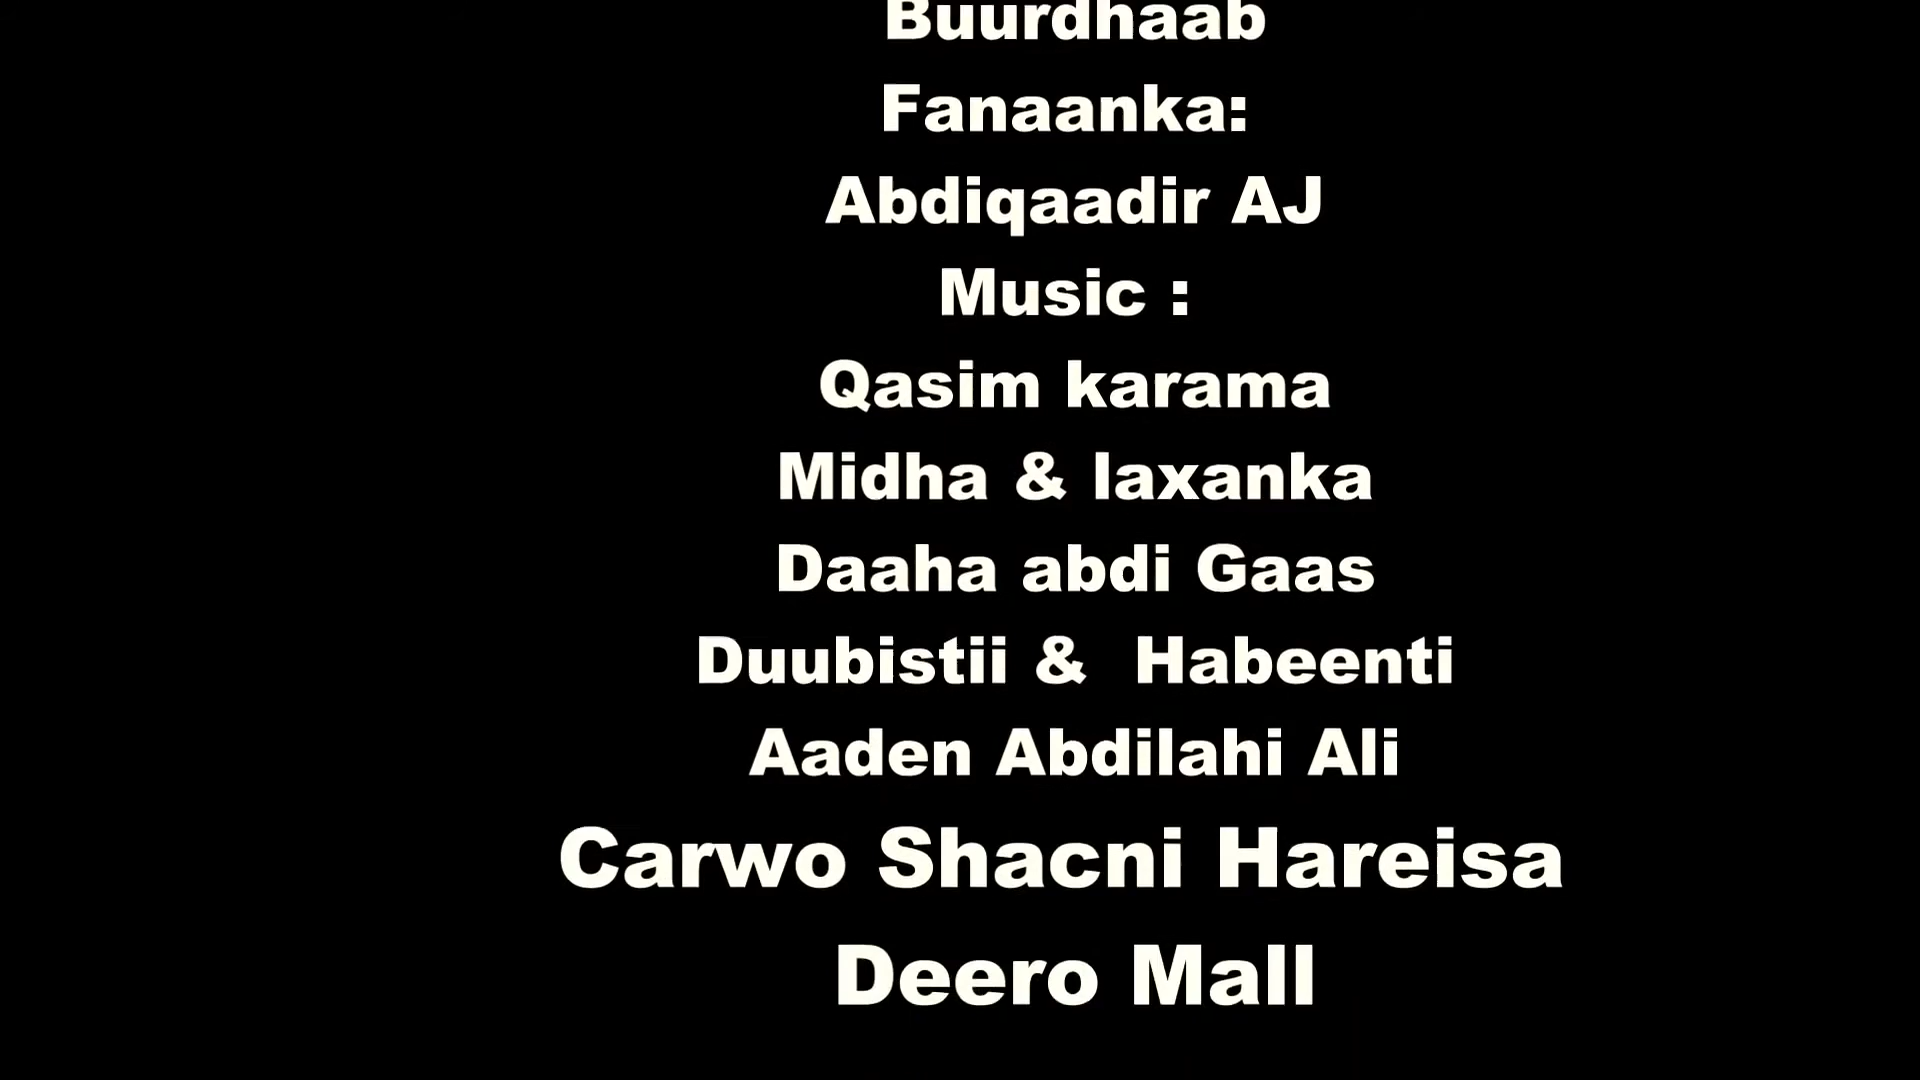 Buurdhaab
Fanaanka:
Abdiqaadir AJ
Music :
Qasim karama
Midha & laxanka
Daaha abdi Gaas
Duubistii &  Habeenti
Aaden Abdilahi Ali
Carwo Shacni Hareisa
Deero Mall